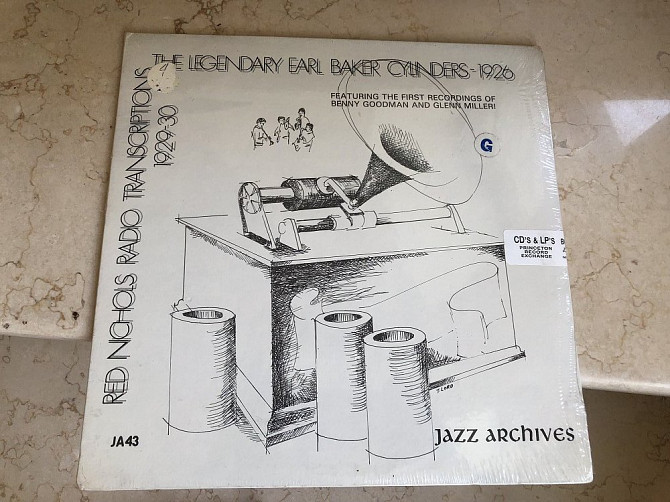 THE LEGENDARY EARL BAKER CYLINDERS-1926
FEATURING THE FIRST RECORDINGS OF
BENNY GOODMAN AND GLENN MILLER!
RED NICHOLS RADIO TRANSCRIPTIONS
1929/30
G
CD'S & LP'S
PRINCETON
RECORD
EXCHANGE
JA43
JAZZ ARCHIVES